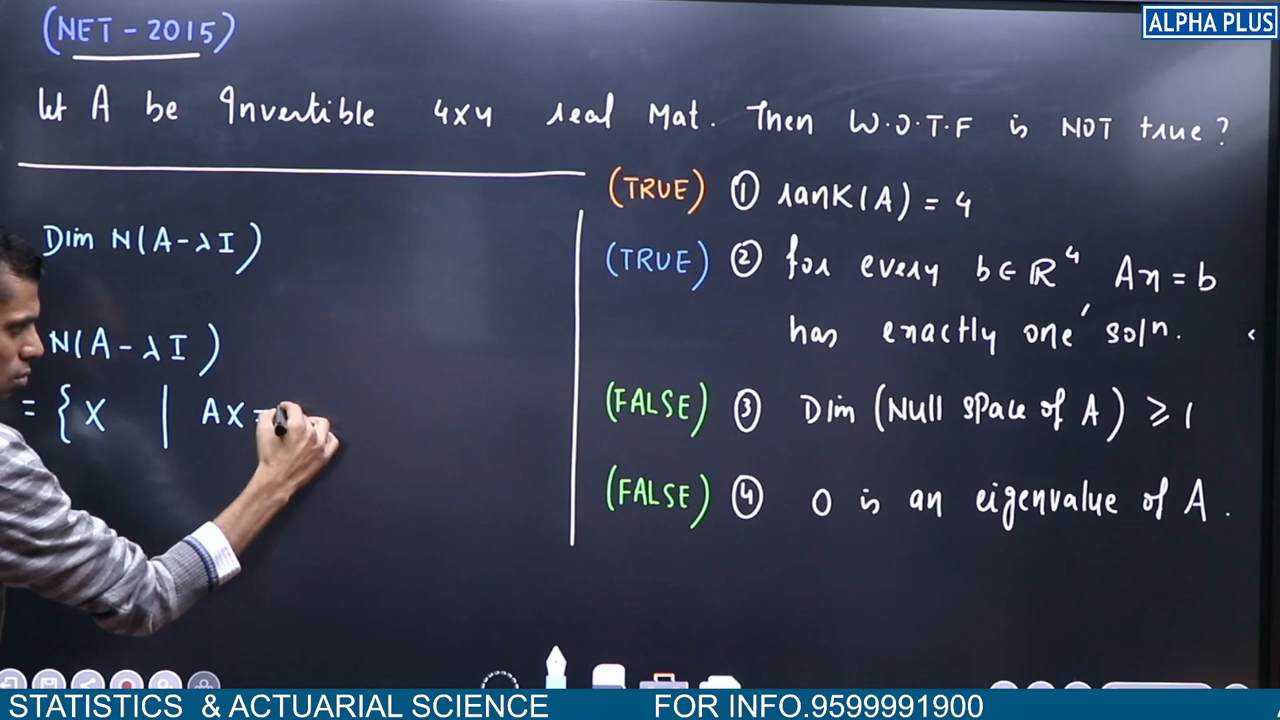 ALPHA PLUS
(NET-2015)
let A be Invertible 4x4 real Mat. Then W.O.T.F is NOT true?
(TRUE) ① ranK(A) = 4
(TRUE) ② for every b∈ℝ⁴ Ax=b
has exactly one solⁿ.
(FALSE) ③ Dim (Null space of A) ≥ 1
(FALSE) ④ 0 is an eigenvalue of A.
Dim N(A-λI)
N(A-λI)
= { X | AX=
STATISTICS & ACTUARIAL SCIENCE FOR INFO.9599991900